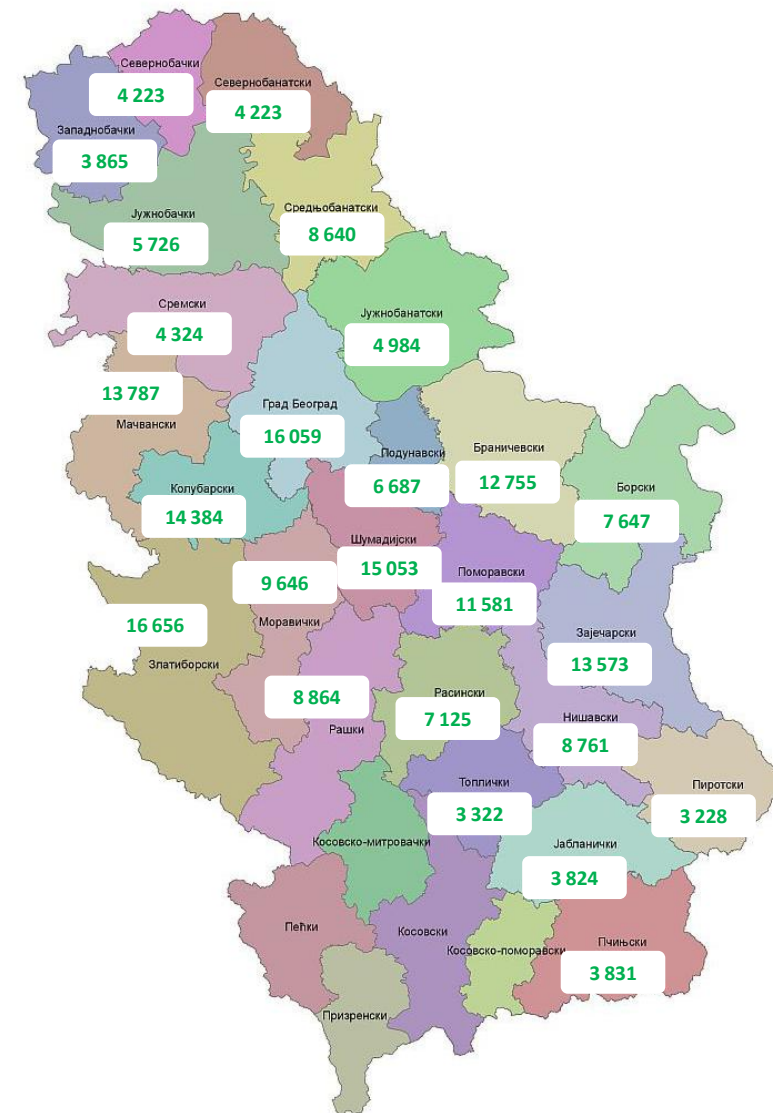 Севернобачки
4 223
Севернобанатски
4 223
Западнобачки
3 865
Јужнобачки
5 726
Средњобанатски
8 640
Сремски
4 324
Јужнобанатски
4 984
13 787
Мачвански
Град Београд
16 059
Подунавски
6 687
Браничевски
12 755
Борски
7 647
Колубарски
14 384
Шумадијски
15 053
9 646
Моравички
Поморавски
11 581
16 656
Златиборски
Зајечарски
13 573
8 864
Рашки
Расински
7 125
Нишавски
8 761
Топлички
3 322
Пиротски
3 228
Косовско-митровачки
Јабланички
3 824
Пећки
Косовски
Косовско-поморавски
Пчињски
3 831
Призренски